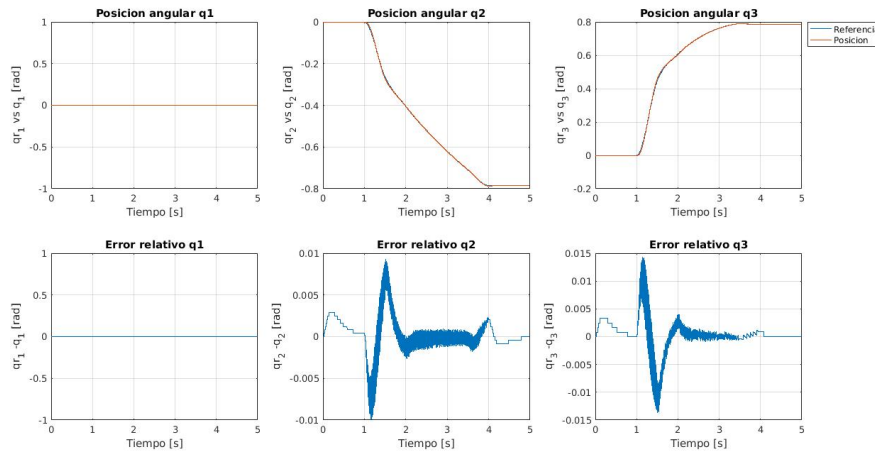 Posicion angular q1
1
0.5
0
-0.5
-1
qr1 vs q1 [rad]
0 1 2 3 4 5
Tiempo [s]
Posicion angular q2
0
-0.2
-0.4
-0.6
-0.8
qr2 vs q2 [rad]
0 1 2 3 4 5
Tiempo [s]
Posicion angular q3
0.8
0.6
0.4
0.2
0
-0.2
qr3 vs q3 [rad]
0 1 2 3 4 5
Tiempo [s]
Referencia
Posicion
Error relativo q1
1
0.5
0
-0.5
-1
qr1 -q1 [rad]
0 1 2 3 4 5
Tiempo [s]
Error relativo q2
0.01
0.005
0
-0.005
-0.01
qr2 -q2 [rad]
0 1 2 3 4 5
Tiempo [s]
Error relativo q3
0.015
0.01
0.005
0
-0.005
-0.01
-0.015
qr3 -q3 [rad]
0 1 2 3 4 5
Tiempo [s]